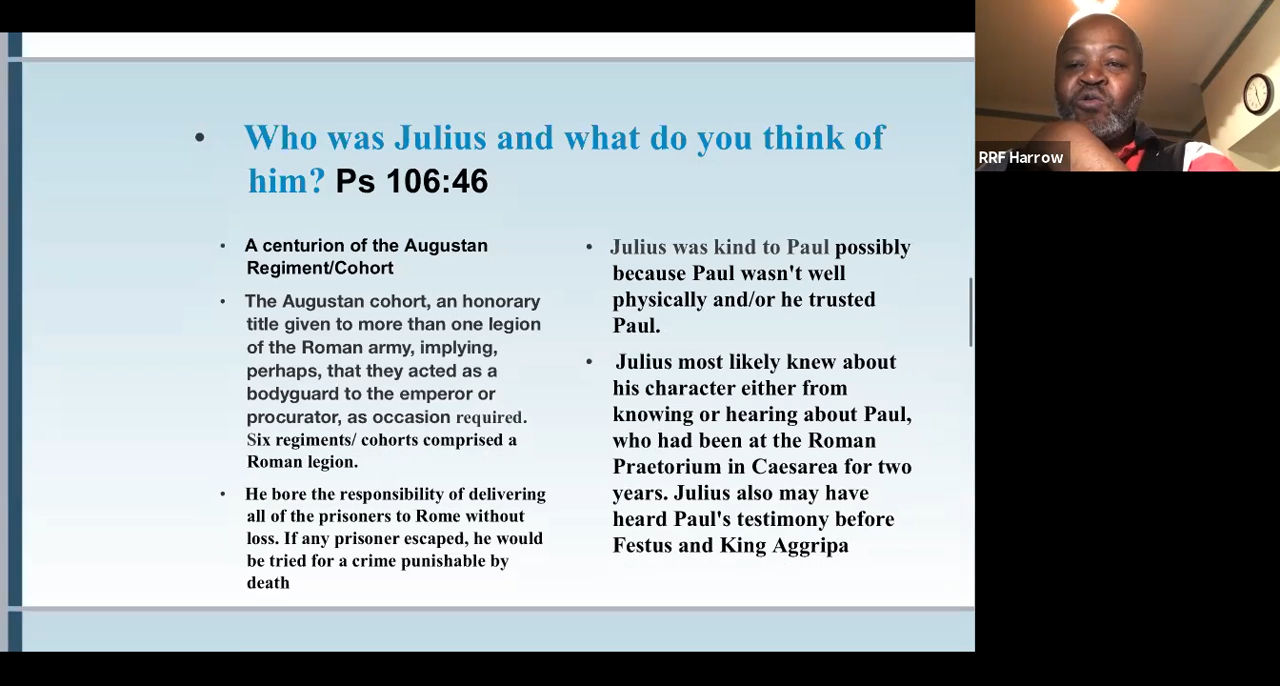 • Who was Julius and what do you think of
him? Ps 106:46
• A centurion of the Augustan
Regiment/Cohort
• The Augustan cohort, an honorary
title given to more than one legion
of the Roman army, implying,
perhaps, that they acted as a
bodyguard to the emperor or
procurator, as occasion required.
Six regiments/ cohorts comprised a
Roman legion.
• He bore the responsibility of delivering
all of the prisoners to Rome without
loss. If any prisoner escaped, he would
be tried for a crime punishable by
death
• Julius was kind to Paul possibly
because Paul wasn't well
physically and/or he trusted
Paul.
• Julius most likely knew about
his character either from
knowing or hearing about Paul,
who had been at the Roman
Praetorium in Caesarea for two
years. Julius also may have
heard Paul's testimony before
Festus and King Aggripa
RRF Harrow